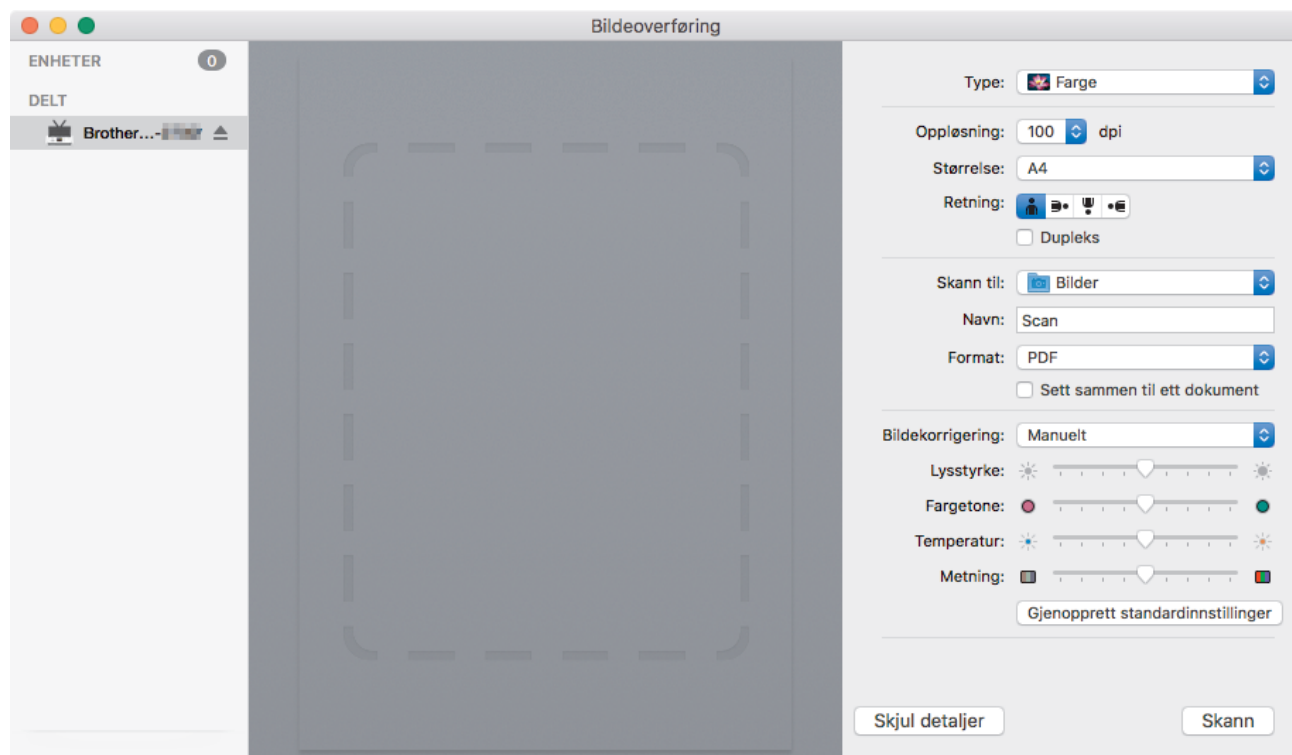 Bildeoverføring
ENHETER 0
DELT
Brother...-
Type: Farge
Oppløsning: 100 dpi
Størrelse: A4
Retning:
Dupleks
Skann til: Bilder
Navn: Scan
Format: PDF
Sett sammen til ett dokument
Bildekorrigering: Manuelt
Lysstyrke:
Fargetone:
Temperatur:
Metning:
Gjenopprett standardinnstillinger
Skjul detaljer Skann